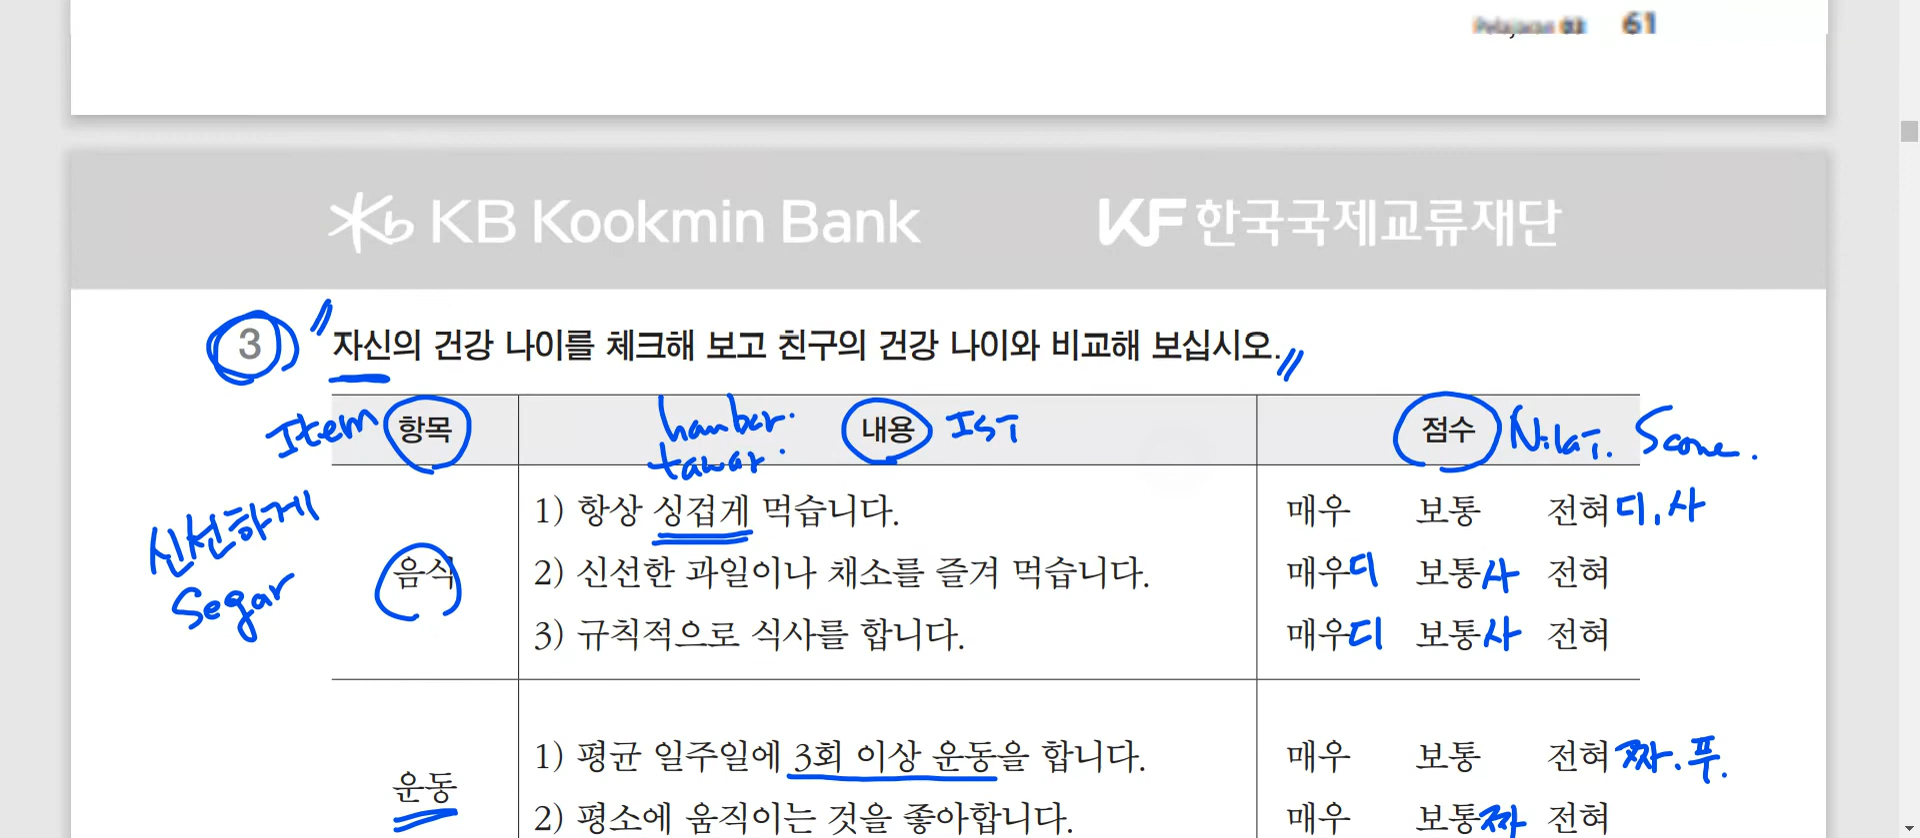 Pelajaran 03 61
KB Kookmin Bank KF 한국국제교류재단
3 자신의 건강 나이를 체크해 보고 친구의 건강 나이와 비교해 보십시오.
Item 항목 hambar. tawar. 내용 ISI 점수 Nilai. Score.
신선하게 segar
음식
1) 항상 싱겁게 먹습니다. 매우 보통 전혀 디, 사
2) 신선한 과일이나 채소를 즐겨 먹습니다. 매우 디 보통 사 전혀
3) 규칙적으로 식사를 합니다. 매우 디 보통 사 전혀
운동
1) 평균 일주일에 3회 이상 운동을 합니다. 매우 보통 전혀 짜. 푸.
2) 평소에 움직이는 것을 좋아합니다. 매우 보통 짜 전혀